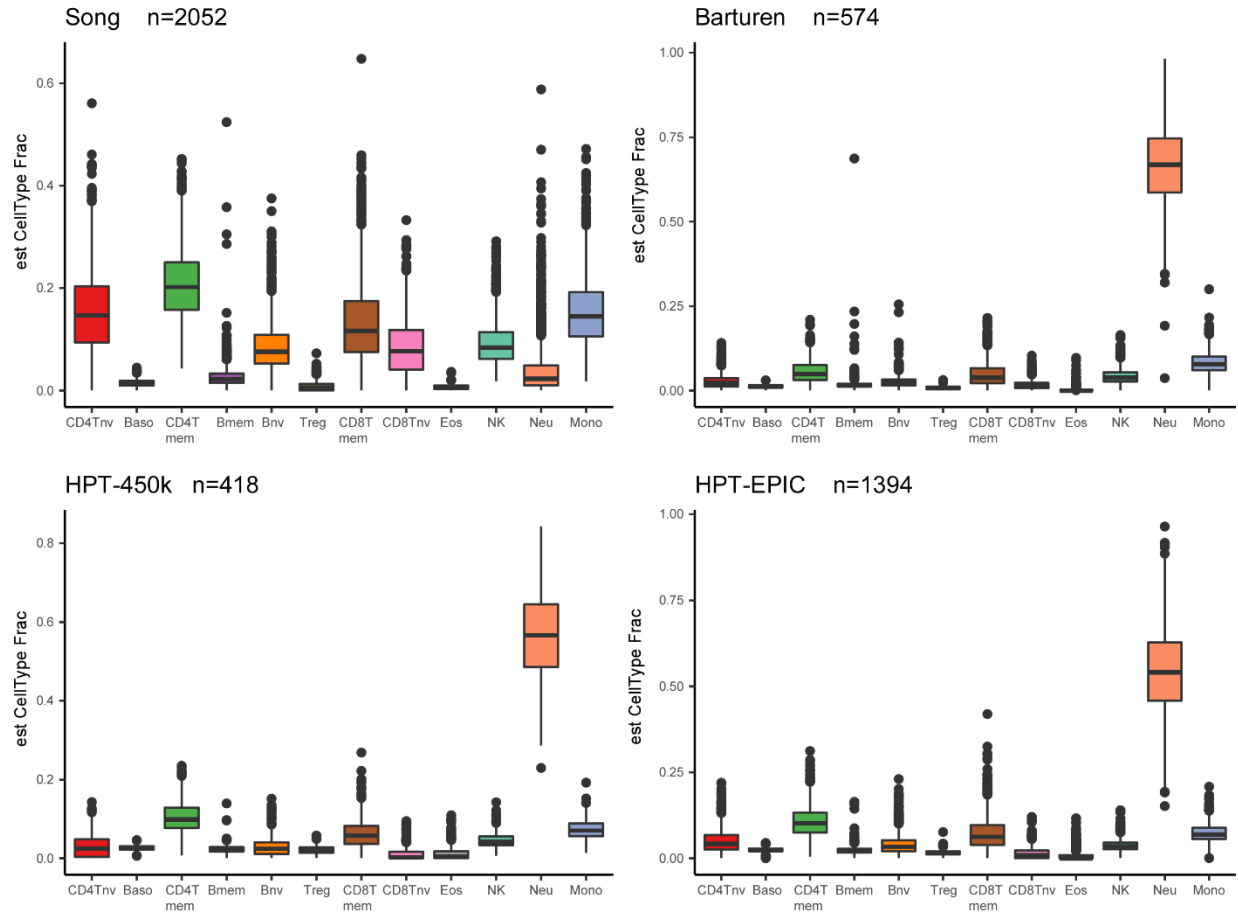 Song n=2052
est CellType Frac
0.6
0.4
0.2
0.0
CD4Tnv Baso CD4T Bmem Bnv Treg CD8T CD8Tnv Eos NK Neu Mono
mem mem
Barturen n=574
est CellType Frac
1.00
0.75
0.50
0.25
0.00
CD4Tnv Baso CD4T Bmem Bnv Treg CD8T CD8Tnv Eos NK Neu Mono
mem mem
HPT-450k n=418
est CellType Frac
0.8
0.6
0.4
0.2
0.0
CD4Tnv Baso CD4T Bmem Bnv Treg CD8T CD8Tnv Eos NK Neu Mono
mem mem
HPT-EPIC n=1394
est CellType Frac
1.00
0.75
0.50
0.25
0.00
CD4Tnv Baso CD4T Bmem Bnv Treg CD8T CD8Tnv Eos NK Neu Mono
mem mem